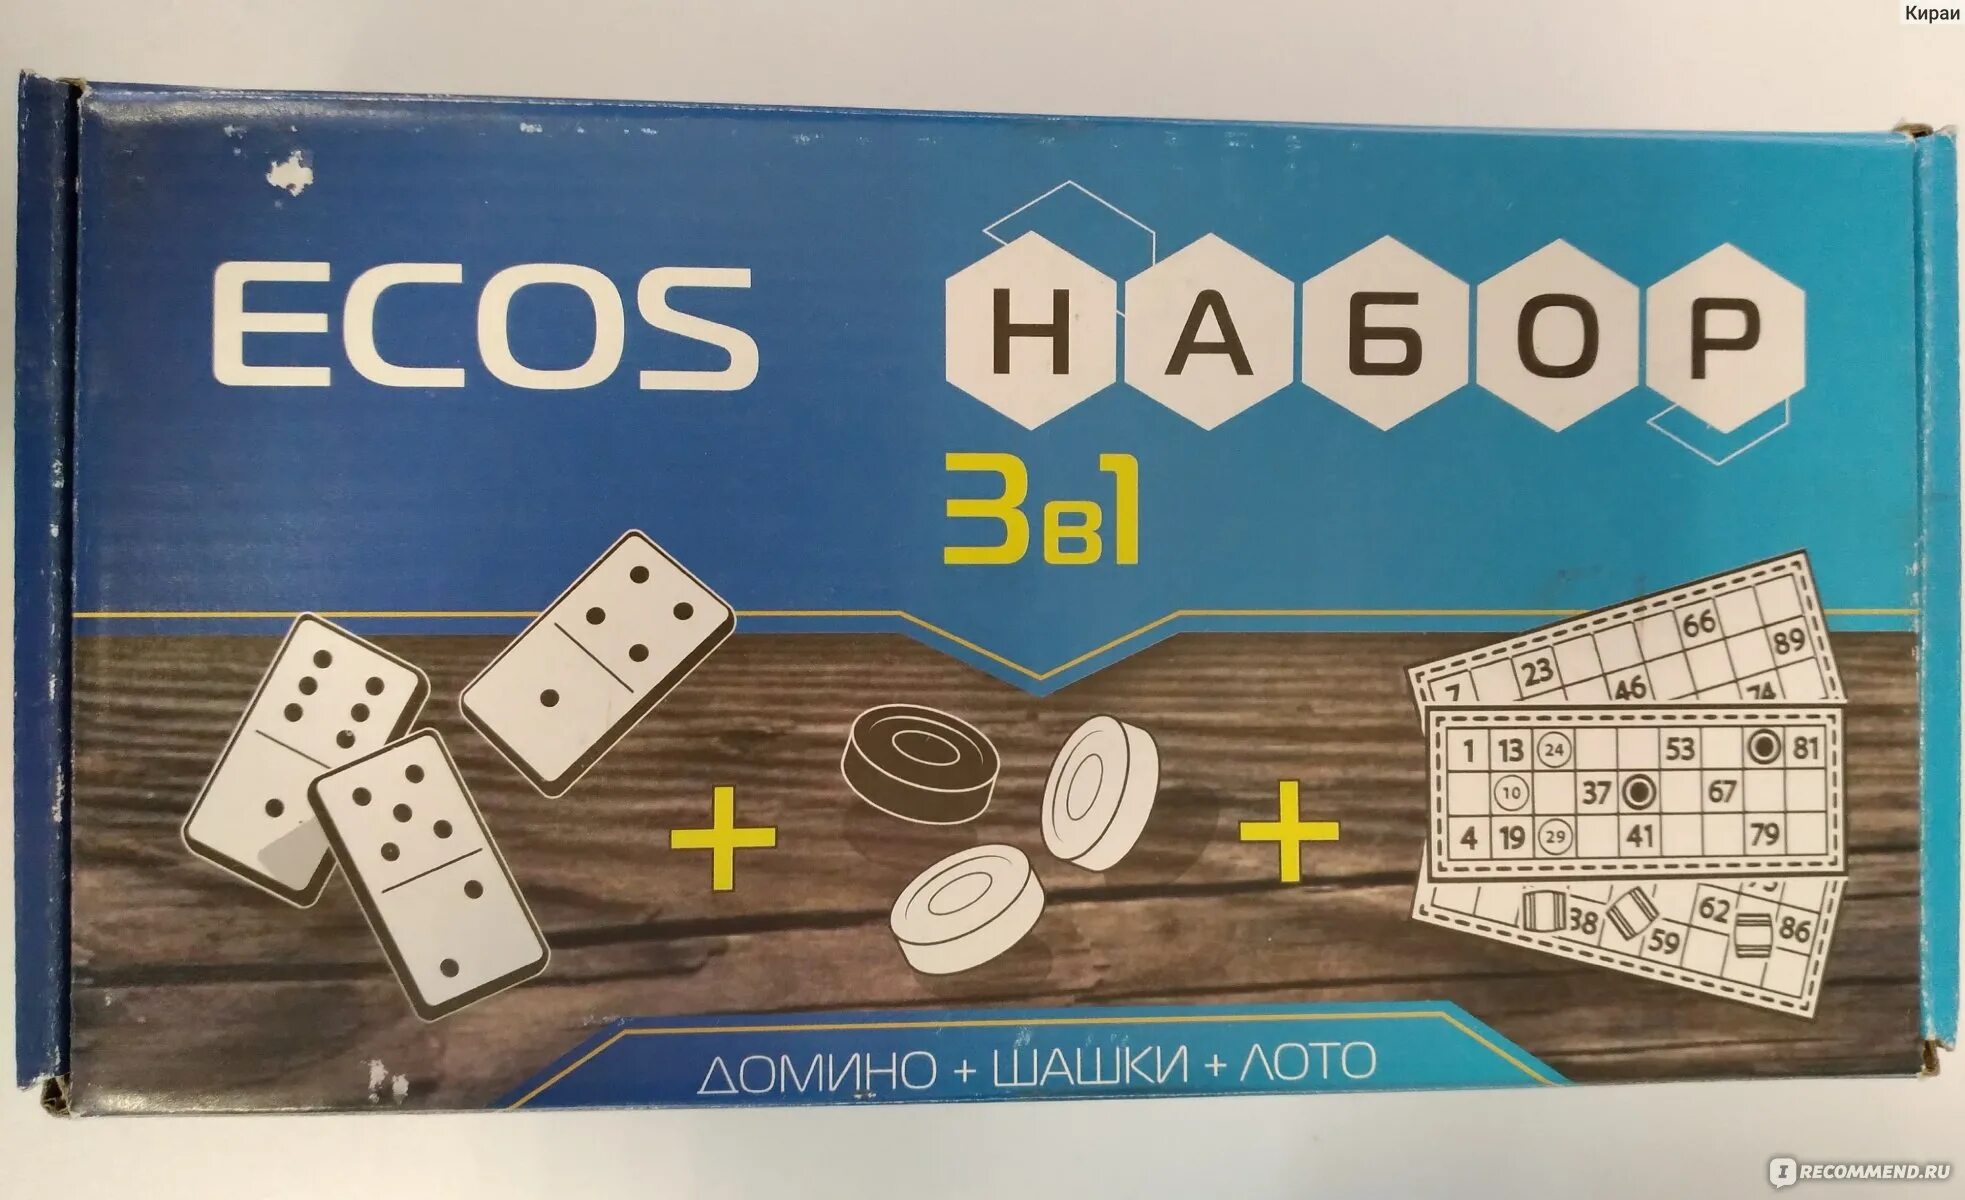 Кираи
ECOS
НАБОР
3в1
66
23 89
7 46 74
1 13 24 53 81
10 37 67
4 19 29 41 79
38 59 62 86
ДОМИНО + ШАШКИ + ЛОТО
I RECOMMEND.RU